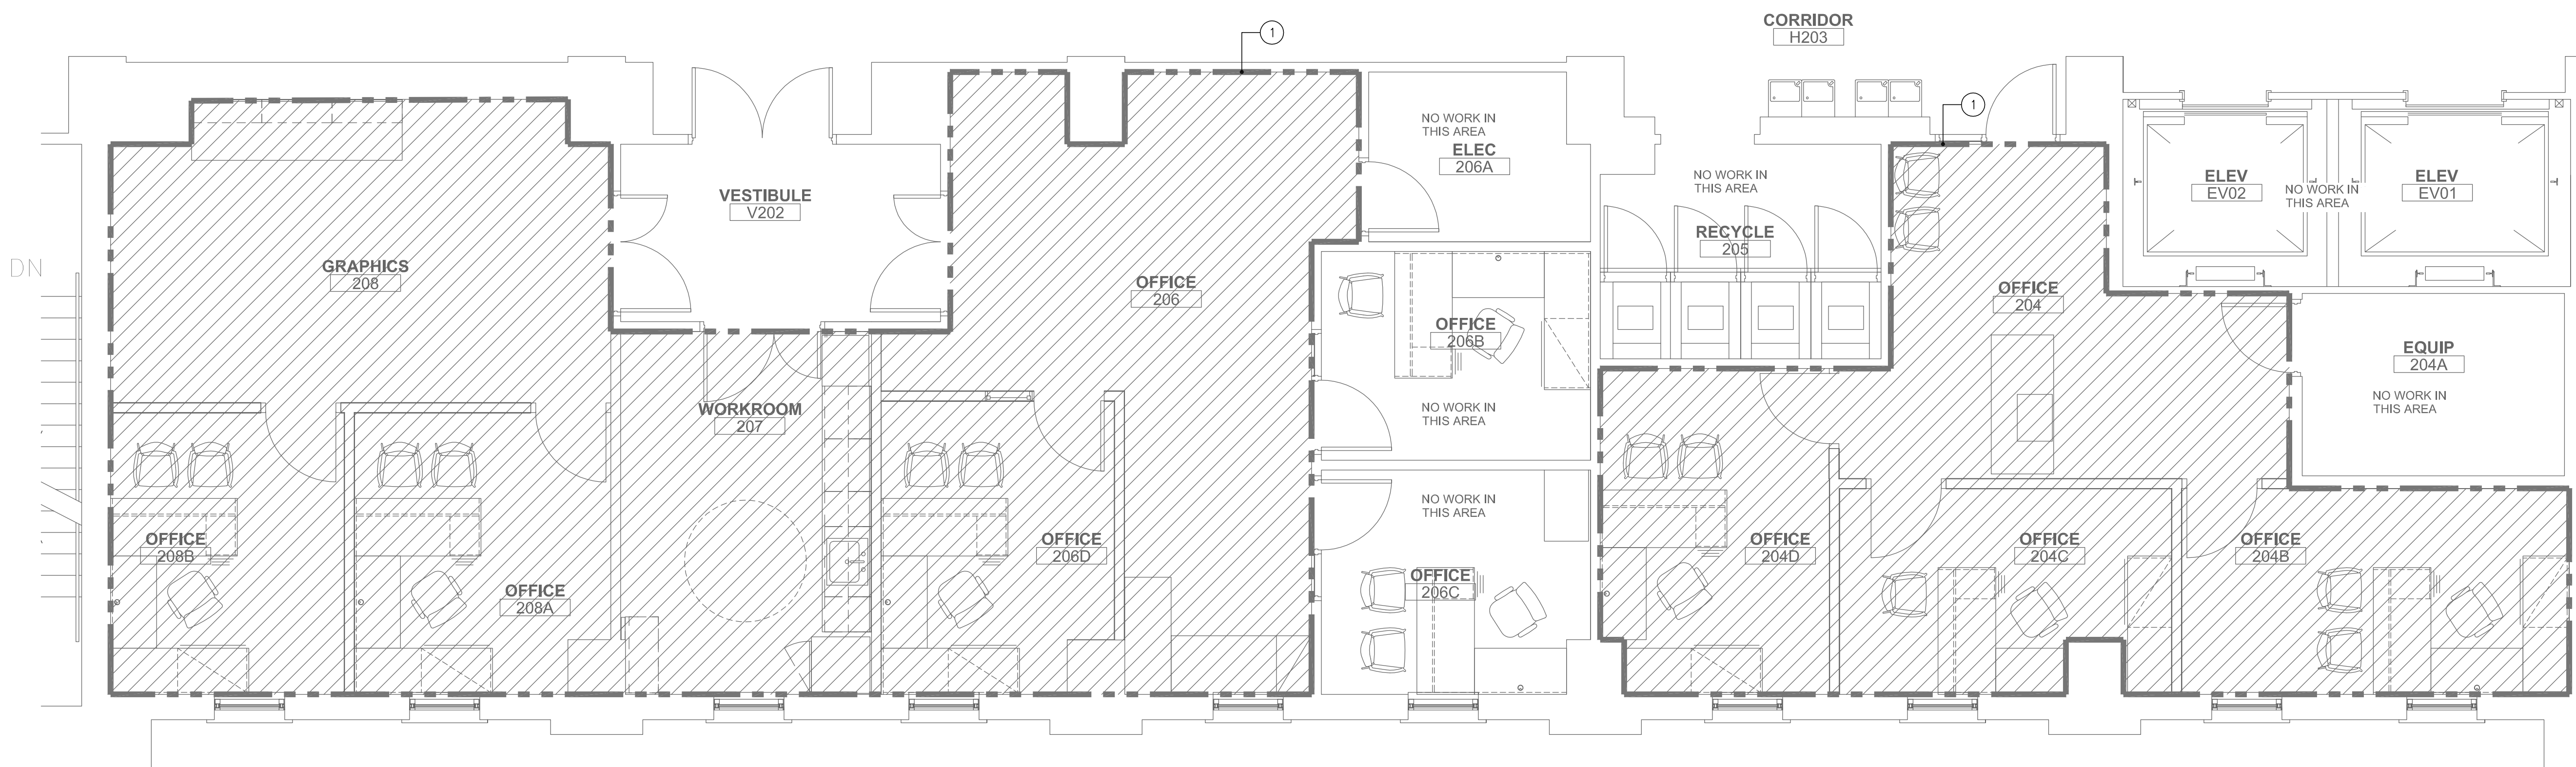 CORRIDOR
H203
1
1
NO WORK IN
THIS AREA
ELEC
206A
NO WORK IN
THIS AREA
RECYCLE
205
ELEV
EV02
NO WORK IN
THIS AREA
ELEV
EV01
VESTIBULE
V202
DN
GRAPHICS
208
OFFICE
206
OFFICE
206B
NO WORK IN
THIS AREA
OFFICE
204
EQUIP
204A
NO WORK IN
THIS AREA
WORKROOM
207
NO WORK IN
THIS AREA
OFFICE
208B
OFFICE
208A
OFFICE
206D
OFFICE
206C
OFFICE
204D
OFFICE
204C
OFFICE
204B